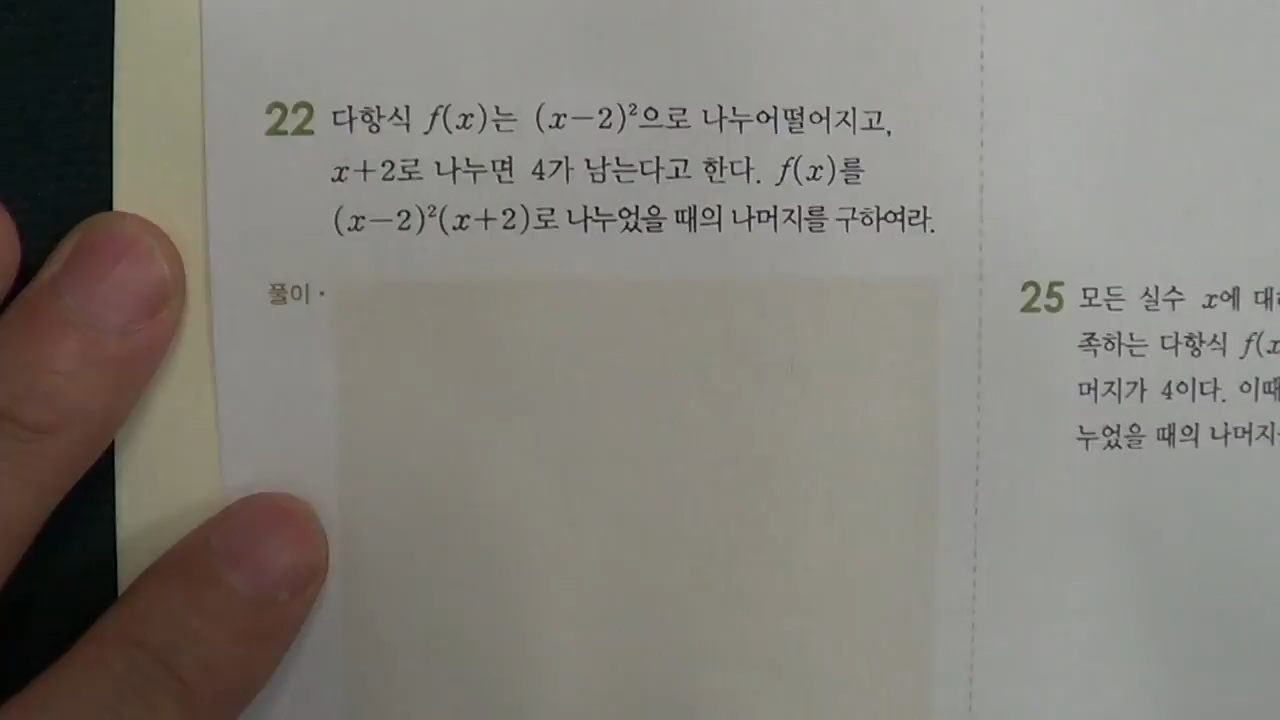 22 다항식 f(x)는 (x-2)²으로 나누어떨어지고,
x+2로 나누면 4가 남는다고 한다. f(x)를
(x-2)²(x+2)로 나누었을 때의 나머지를 구하여라.
풀이 ·
25 모든 실수 x에
족하는 다항식 f(x
머지가 4이다. 이때
누었을 때의 나머지